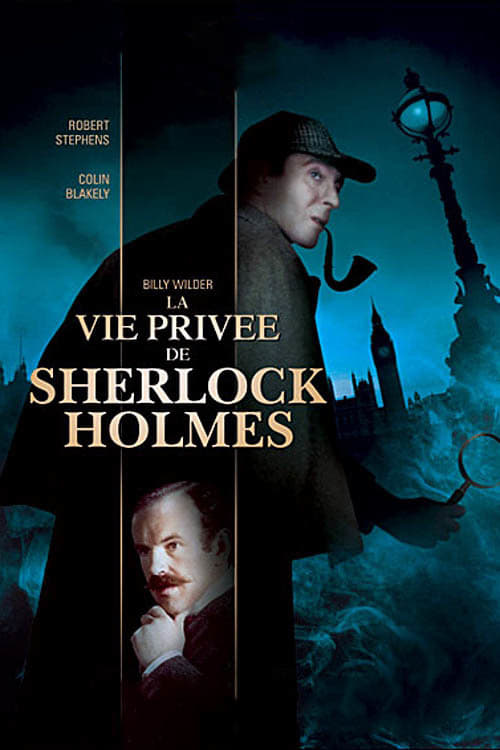 ROBERT
STEPHENS
COLIN
BLAKELY
BILLY WILDER
LA
VIE PRIVEE
DE
SHERLOCK
HOLMES